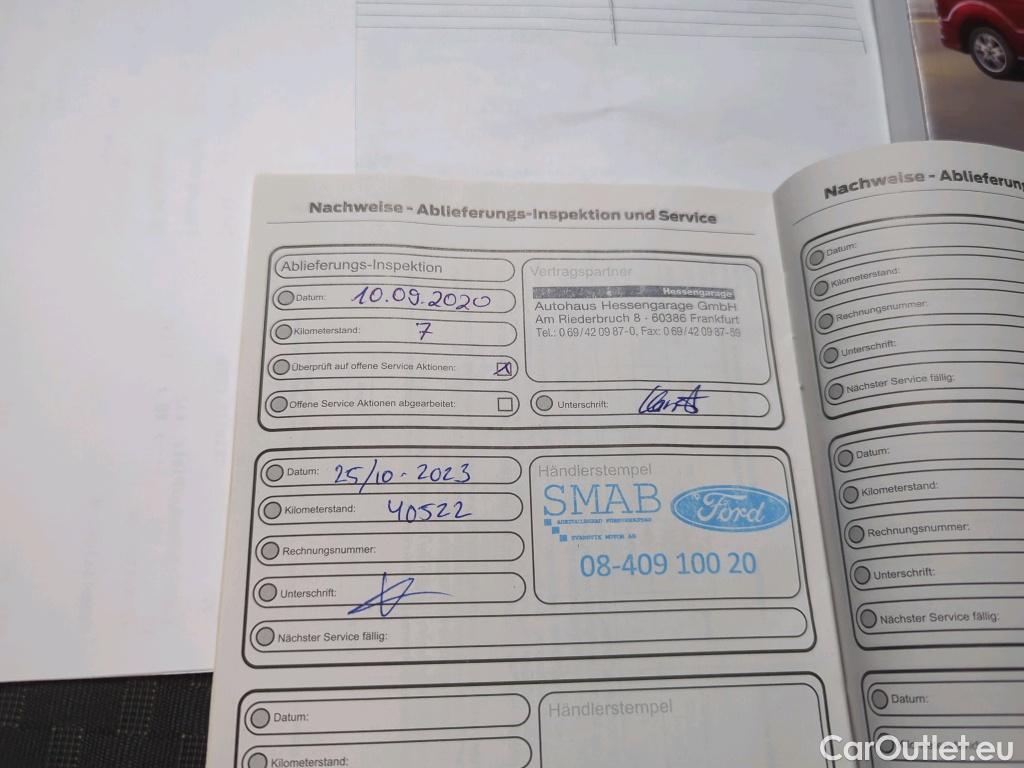 Nachweise - Ablieferungs-Inspektion und Service
Ablieferungs-Inspektion
Datum: 10.09.2020
Kilometerstand: 7
Überprüft auf offene Service Aktionen:
Offene Service Aktionen abgearbeitet:
Vertragspartner
Hessengarage
Autohaus Hessengarage GmbH
Am Riederbruch 8 - 60386 Frankfurt
Tel.: 0 69/42 09 87-0, Fax: 0 69/42 09 87-59
Unterschrift:
Datum: 25/10-2023
Kilometerstand: 40522
Rechnungsnummer:
Unterschrift:
Nächster Service fällig:
Händlerstempel
SMAB
Ford
08-409 100 20
Datum:
Kilometerstand:
Händlerstempel
Nachweise - Ablieferung
Datum:
Kilometerstand:
Rechnungsnummer:
Unterschrift:
Nächster Service fällig:
Datum:
Kilometerstand:
Rechnungsnummer:
Unterschrift:
Nächster Service fällig:
Datum:
CarOutlet.eu